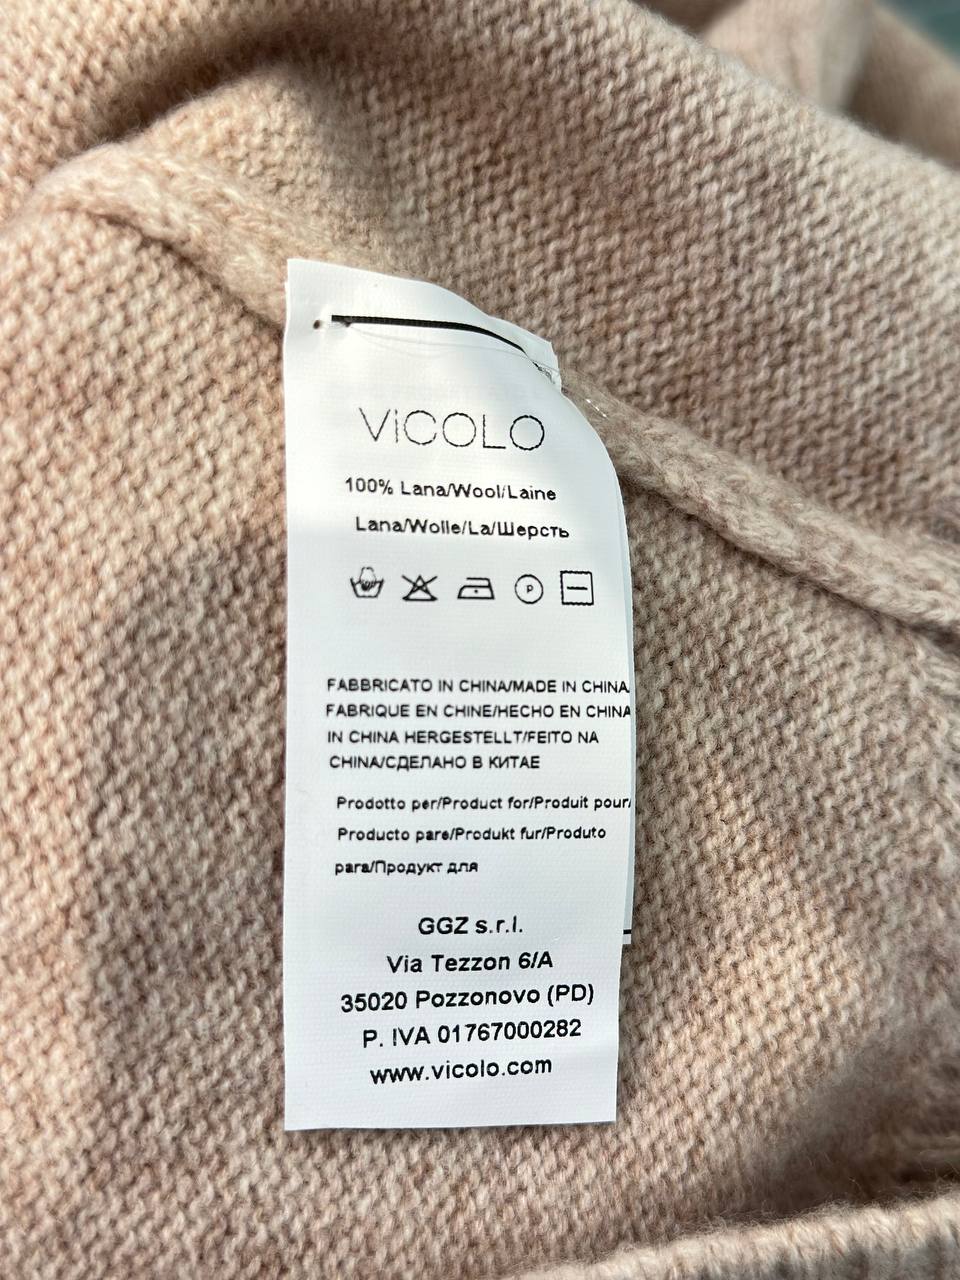 ViCOLO
100% Lana/Wool/Laine
Lana/Wolle/La/Шерсть
P
FABBRICATO IN CHINA/MADE IN CHINA/
FABRIQUE EN CHINE/HECHO EN CHINA
IN CHINA HERGESTELLT/FEITO NA
CHINA/СДЕЛАНО В КИТАЕ
Prodotto per/Product for/Produit pour/
Producto pare/Produkt fur/Produto
para/Продукт для
GGZ s.r.l.
Via Tezzon 6/A
35020 Pozzonovo (PD)
P. IVA 01767000282
www.vicolo.com